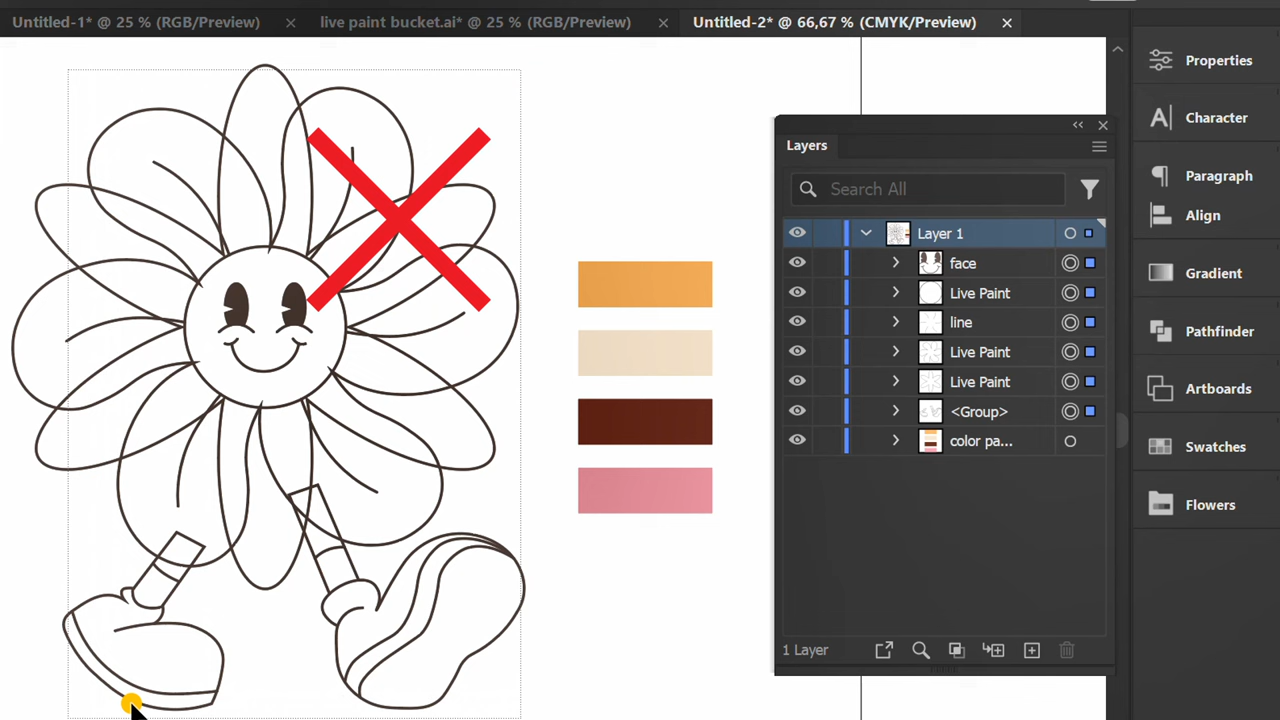 Untitled-1* @ 25 % (RGB/Preview)
live paint bucket.ai* @ 25 % (RGB/Preview)
Untitled-2* @ 66,67 % (CMYK/Preview)
Layers
Search All
Layer 1
face
Live Paint
line
Live Paint
Live Paint
<Group>
color pa...
1 Layer
Properties
Character
Paragraph
Align
Gradient
Pathfinder
Artboards
Swatches
Flowers